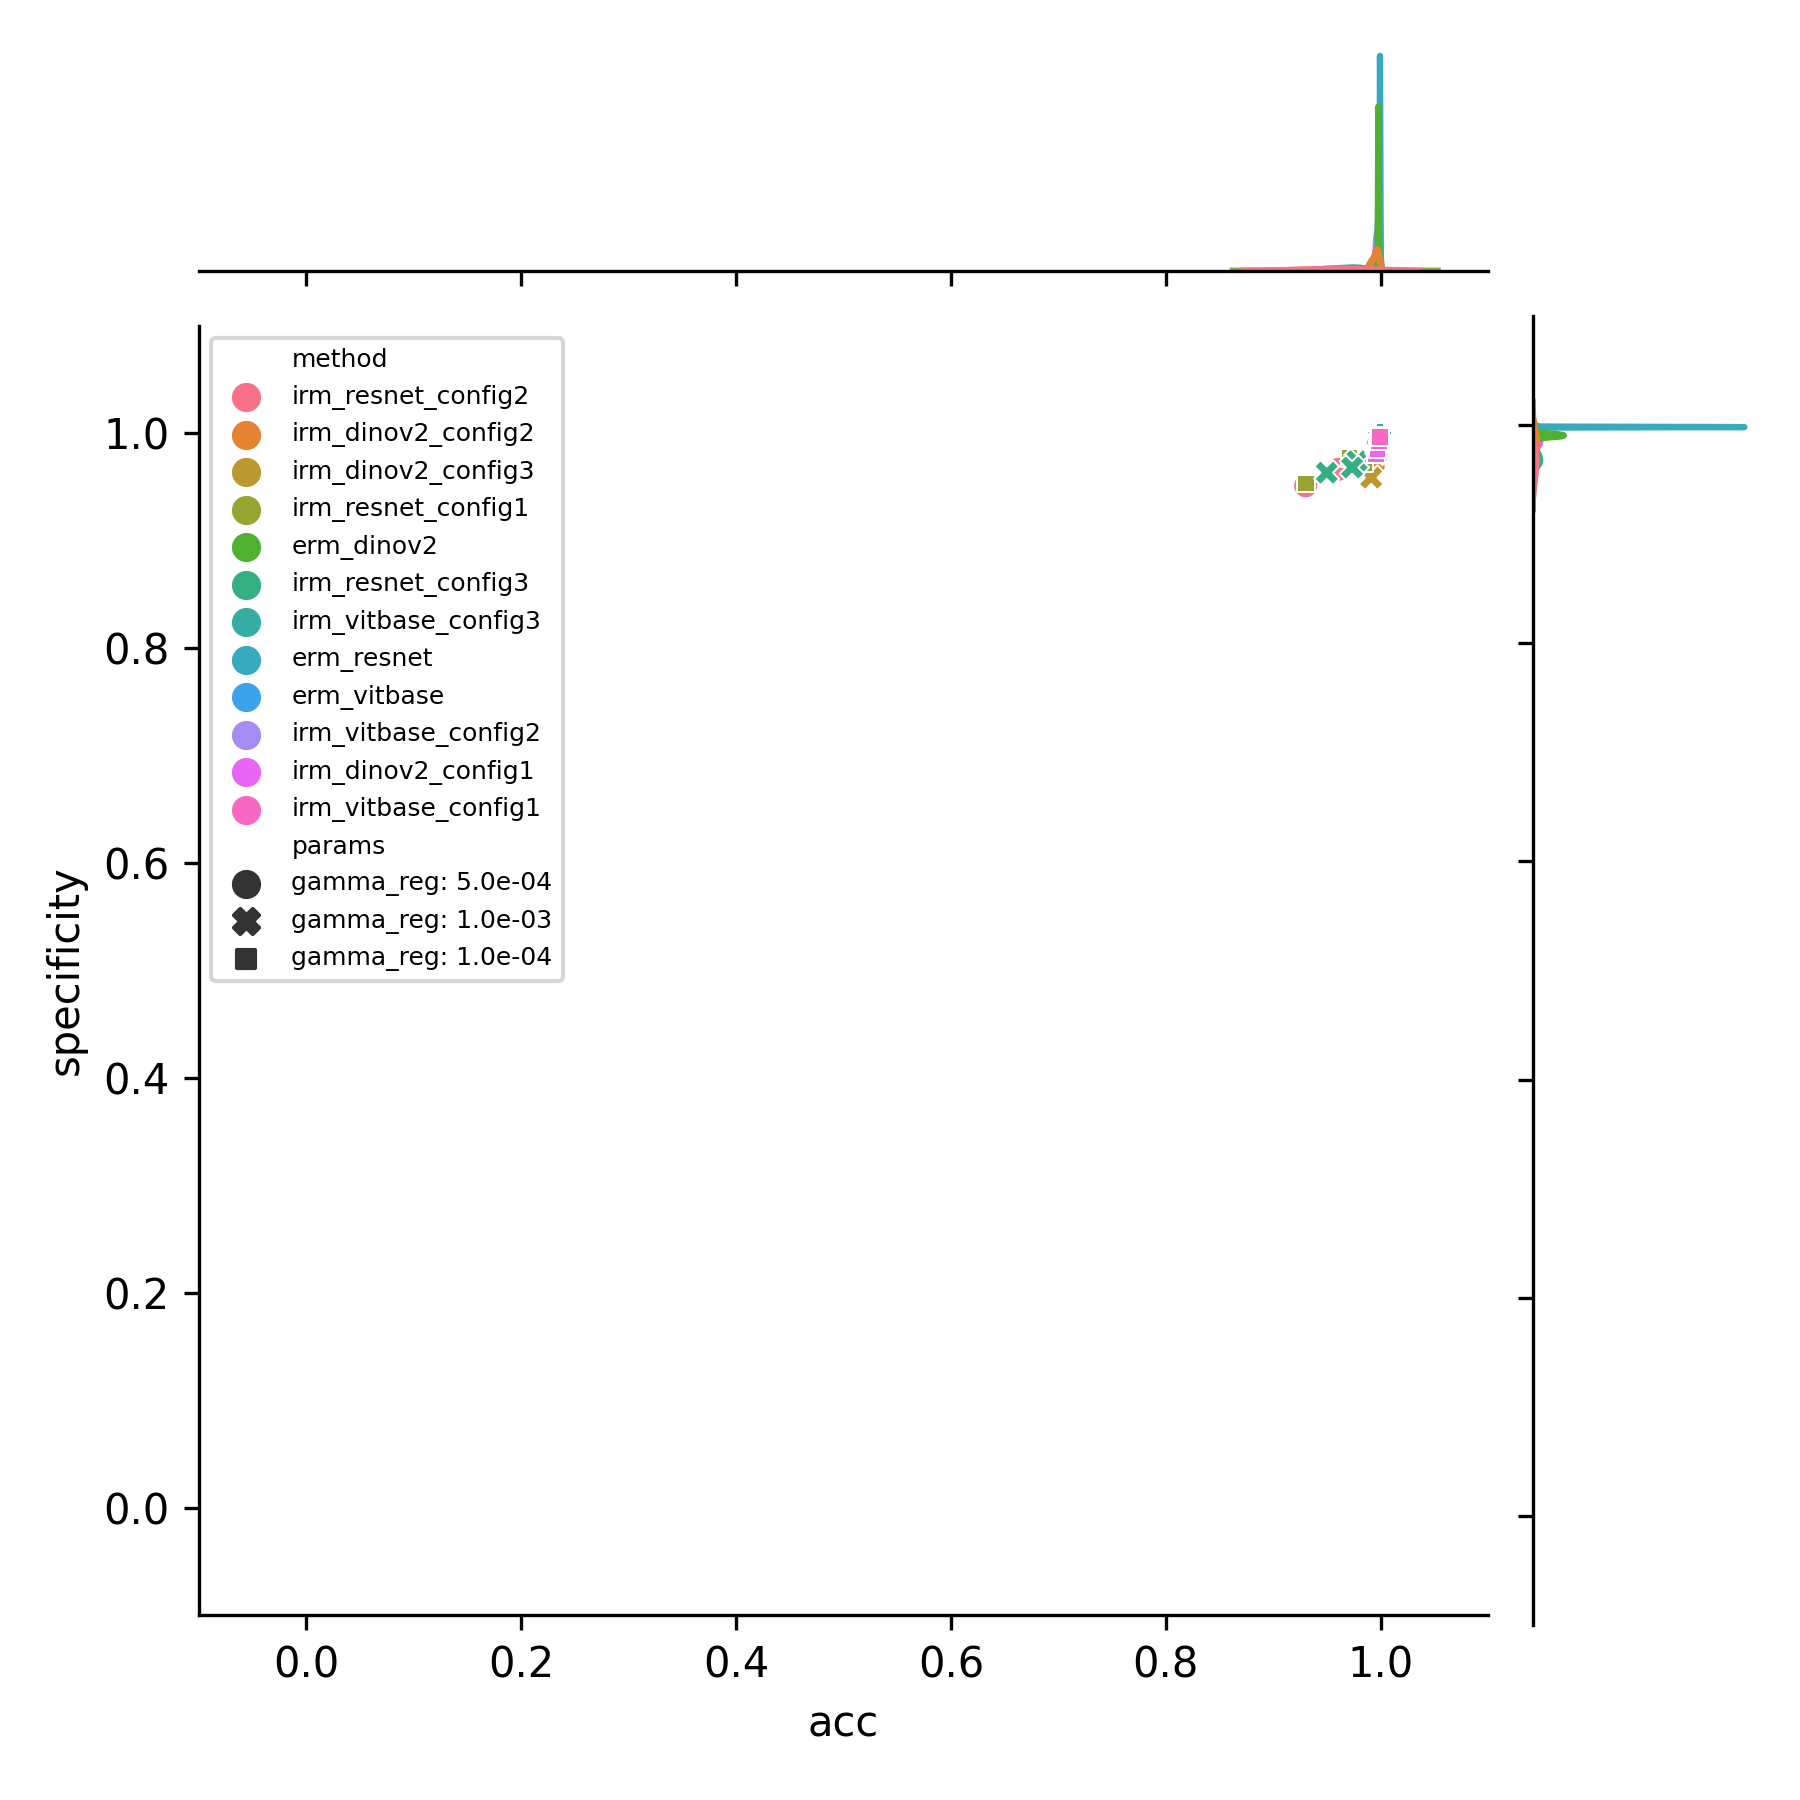 method
irm_resnet_config2
irm_dinov2_config2
irm_dinov2_config3
irm_resnet_config1
erm_dinov2
irm_resnet_config3
irm_vitbase_config3
erm_resnet
erm_vitbase
irm_vitbase_config2
irm_dinov2_config1
irm_vitbase_config1
params
gamma_reg: 5.0e-04
gamma_reg: 1.0e-03
gamma_reg: 1.0e-04
1.0
0.8
0.6
0.4
0.2
0.0
specificity
0.0 0.2 0.4 0.6 0.8 1.0
acc